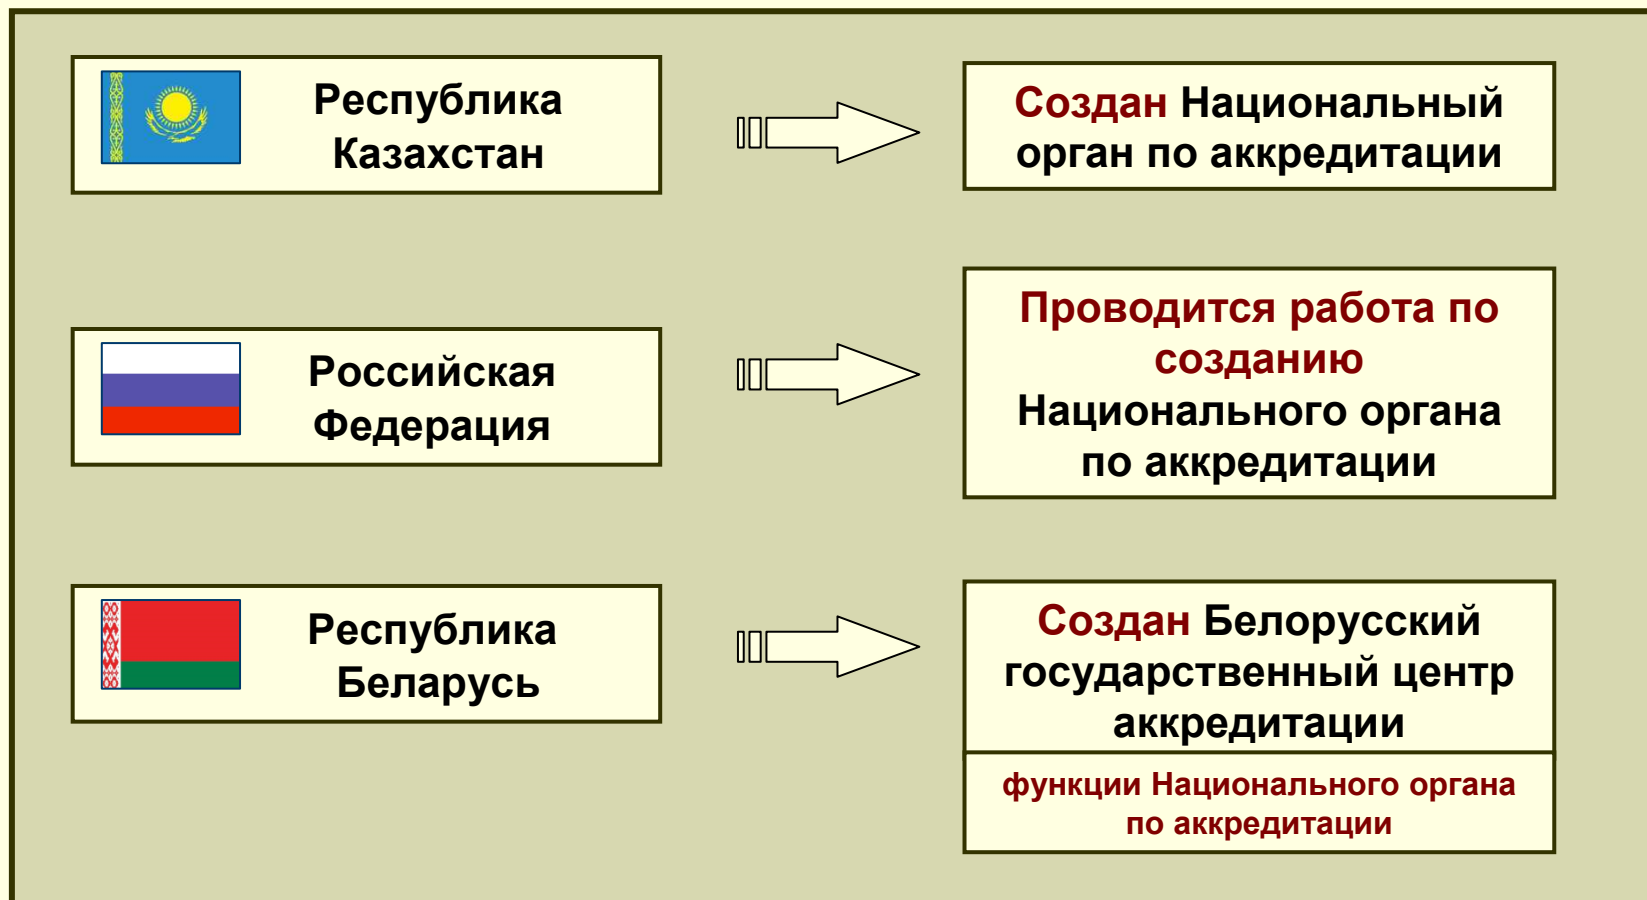 Республика
Казахстан
Создан Национальный
орган по аккредитации
Российская
Федерация
Проводится работа по
созданию
Национального органа
по аккредитации
Республика
Беларусь
Создан Белорусский
государственный центр
аккредитации
функции Национального органа
по аккредитации